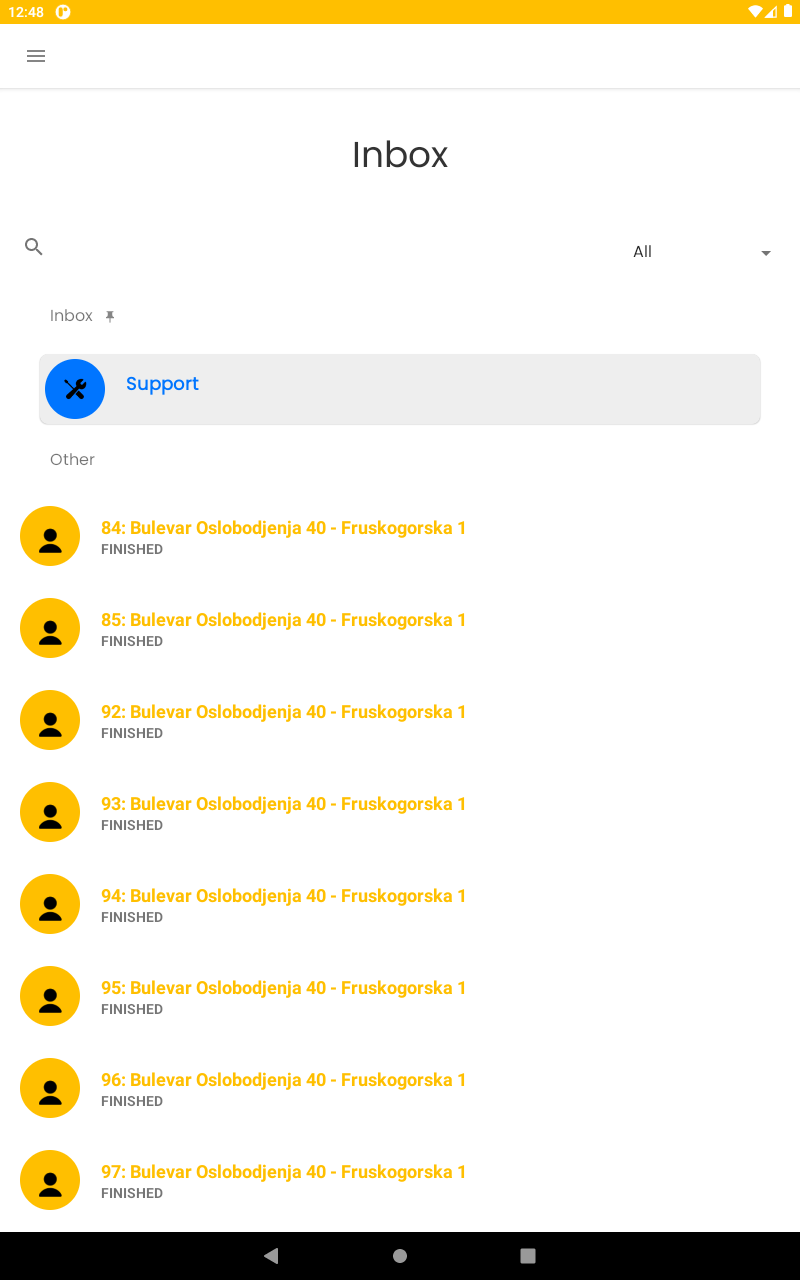 12:48
Inbox
All
Inbox
Support
Other
84: Bulevar Oslobodjenja 40 - Fruskogorska 1
FINISHED
85: Bulevar Oslobodjenja 40 - Fruskogorska 1
FINISHED
92: Bulevar Oslobodjenja 40 - Fruskogorska 1
FINISHED
93: Bulevar Oslobodjenja 40 - Fruskogorska 1
FINISHED
94: Bulevar Oslobodjenja 40 - Fruskogorska 1
FINISHED
95: Bulevar Oslobodjenja 40 - Fruskogorska 1
FINISHED
96: Bulevar Oslobodjenja 40 - Fruskogorska 1
FINISHED
97: Bulevar Oslobodjenja 40 - Fruskogorska 1
FINISHED